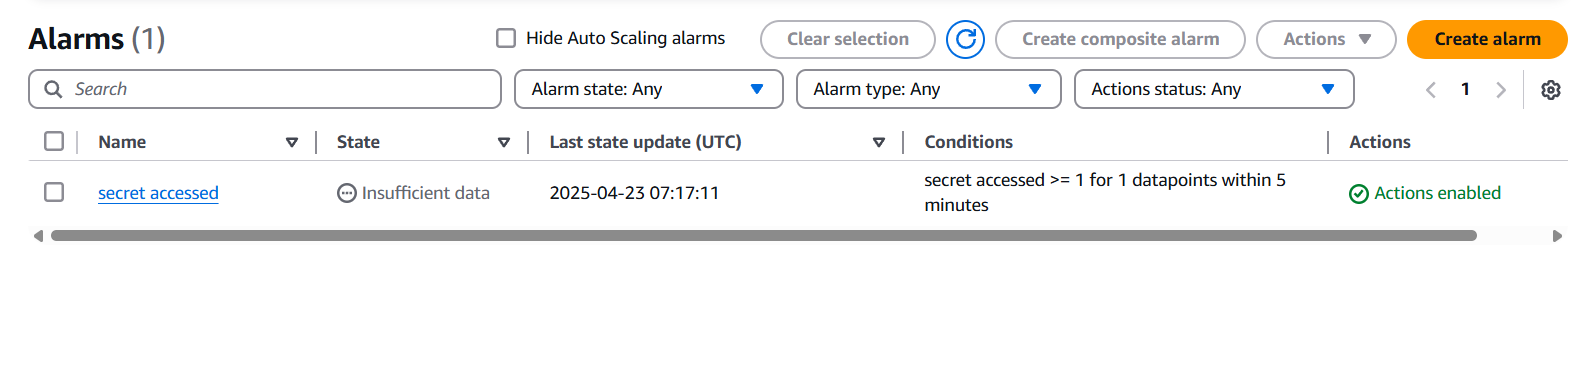 Alarms (1)
Hide Auto Scaling alarms
Clear selection
Create composite alarm
Actions
Create alarm
Search
Alarm state: Any
Alarm type: Any
Actions status: Any
1
Name
State
Last state update (UTC)
Conditions
Actions
secret accessed
Insufficient data
2025-04-23 07:17:11
secret accessed >= 1 for 1 datapoints within 5
minutes
Actions enabled